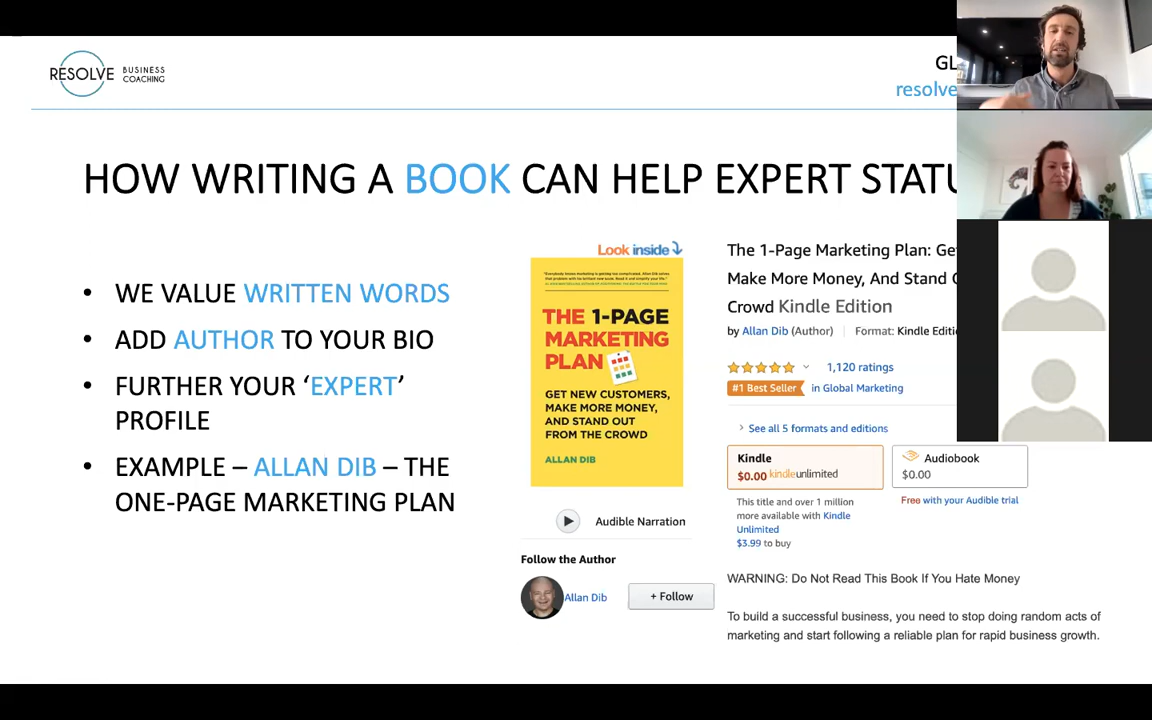 RESOLVE BUSINESS COACHING
GL
resolve
HOW WRITING A BOOK CAN HELP EXPERT STATU
• WE VALUE WRITTEN WORDS
• ADD AUTHOR TO YOUR BIO
• FURTHER YOUR ‘EXPERT’
PROFILE
• EXAMPLE – ALLAN DIB – THE
ONE-PAGE MARKETING PLAN
Look inside
THE 1-PAGE
MARKETING
PLAN
GET NEW CUSTOMERS,
MAKE MORE MONEY,
AND STAND OUT
FROM THE CROWD
ALLAN DIB
Audible Narration
Follow the Author
Allan Dib
+ Follow
The 1-Page Marketing Plan: Ge
Make More Money, And Stand
Crowd Kindle Edition
by Allan Dib (Author) | Format: Kindle Editi
1,120 ratings
#1 Best Seller in Global Marketing
See all 5 formats and editions
Kindle
$0.00 kindleunlimited
Audiobook
$0.00
This title and over 1 million
more available with Kindle
Unlimited
$3.99 to buy
Free with your Audible trial
WARNING: Do Not Read This Book If You Hate Money
To build a successful business, you need to stop doing random acts of
marketing and start following a reliable plan for rapid business growth.